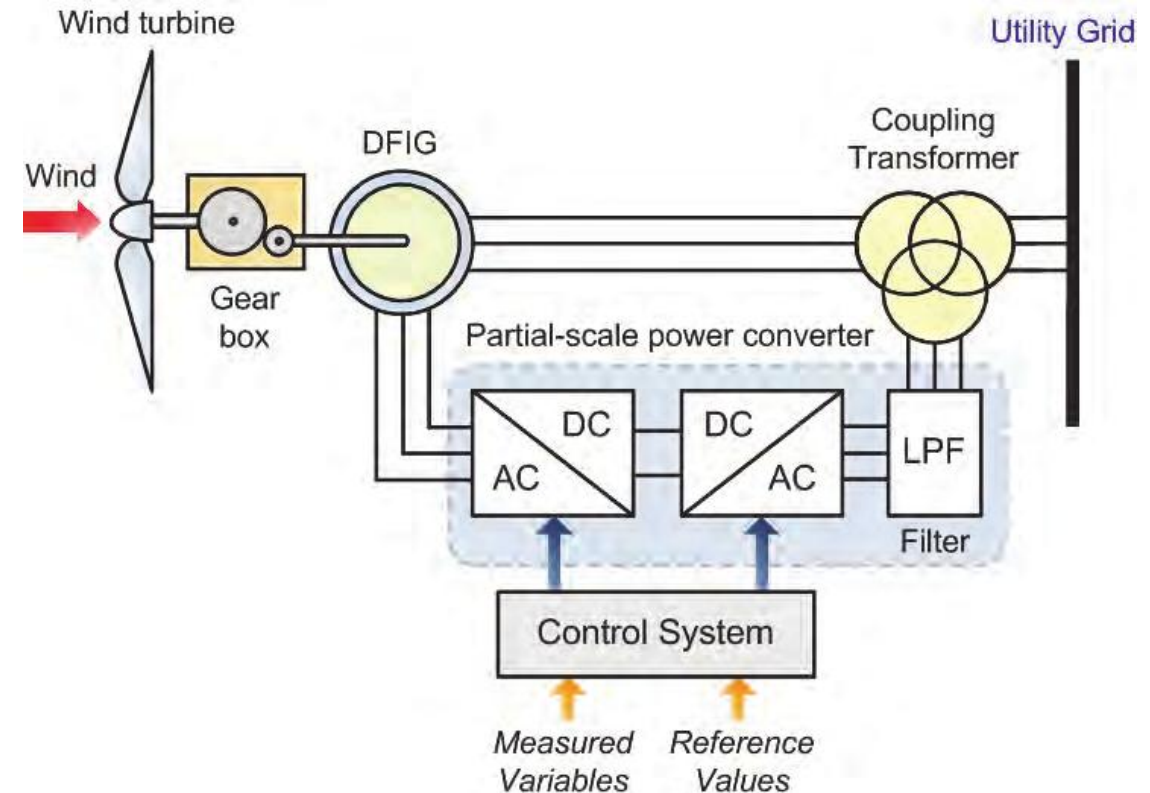 Wind turbine
Utility Grid
Coupling
Transformer
DFIG
Wind
Gear
box
Partial-scale power converter
DC
DC
LPF
AC
AC
Filter
Control System
Measured
Variables
Reference
Values